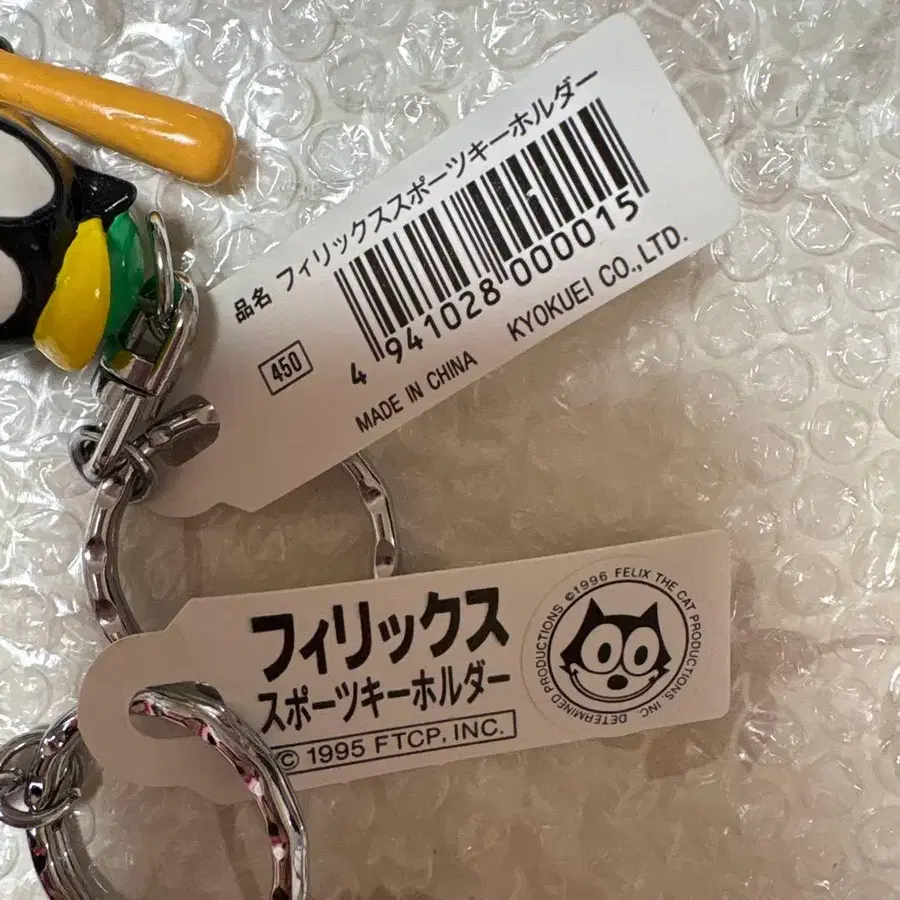 品名 フィリックススポーツキーホルダー
4 941028 000015
450
MADE IN CHINA KYOKUEI CO.,LTD.
フィリックス
スポーツキーホルダー
© 1995 FTCP, INC.
©1996 FELIX THE CAT PRODUCTIONS, INC.
DETERMINED PRODUCTIONS